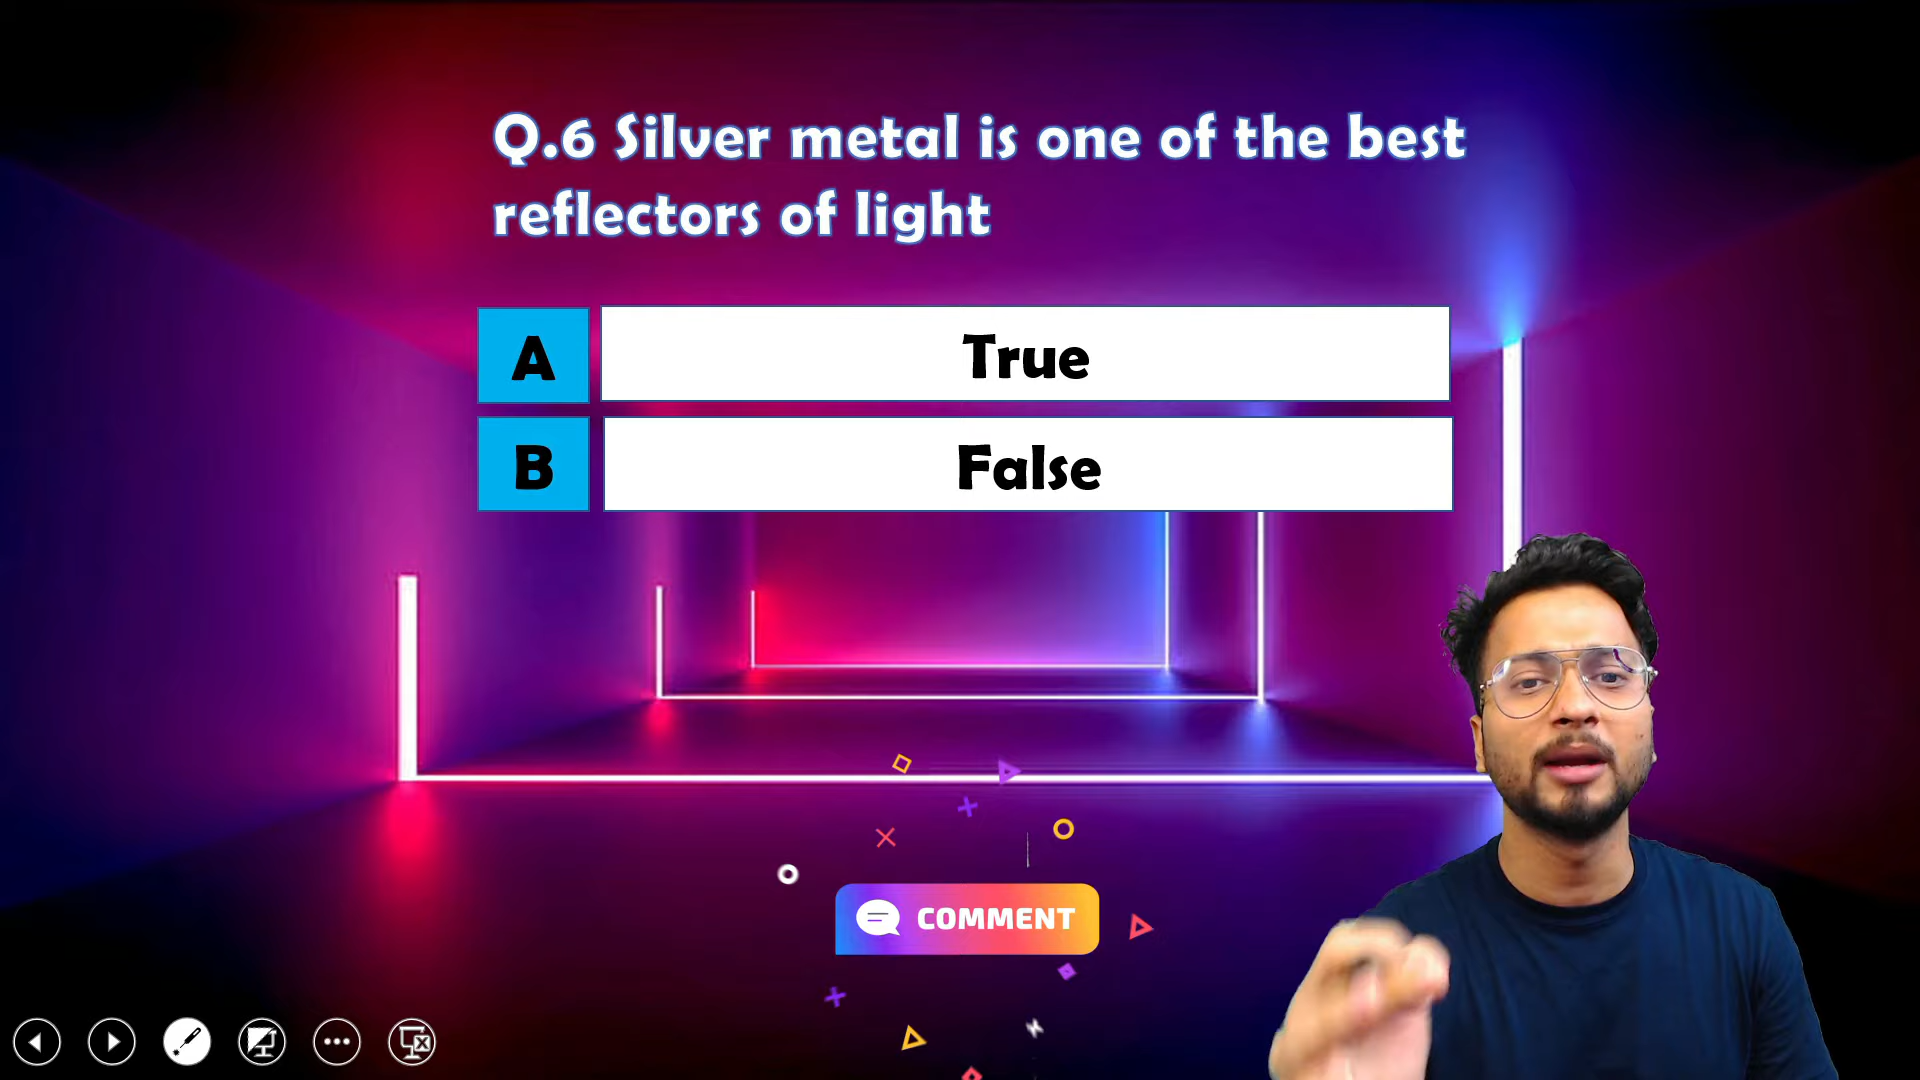 Q.6 Silver metal is one of the best
reflectors of light
A True
B False
COMMENT